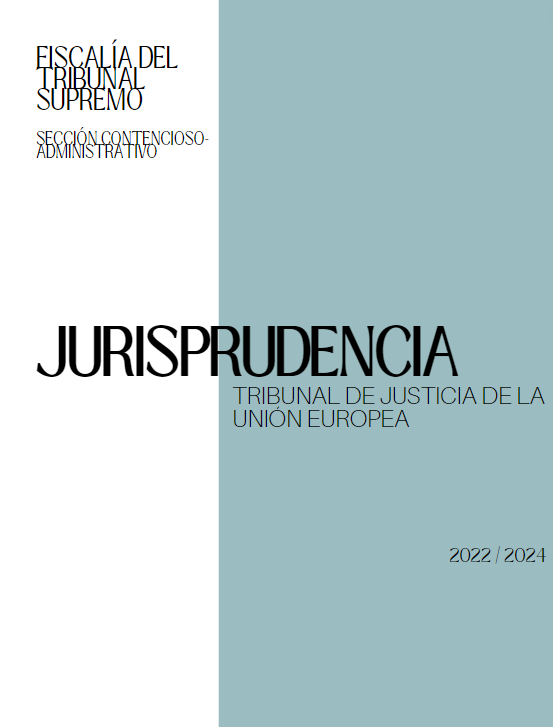 FISCALÍA DEL
TRIBUNAL
SUPREMO
SECCIÓN CONTENCIOSO-
ADMINISTRATIVO
JURISPRUDENCIA
TRIBUNAL DE JUSTICIA DE LA
UNIÓN EUROPEA
2022 / 2024